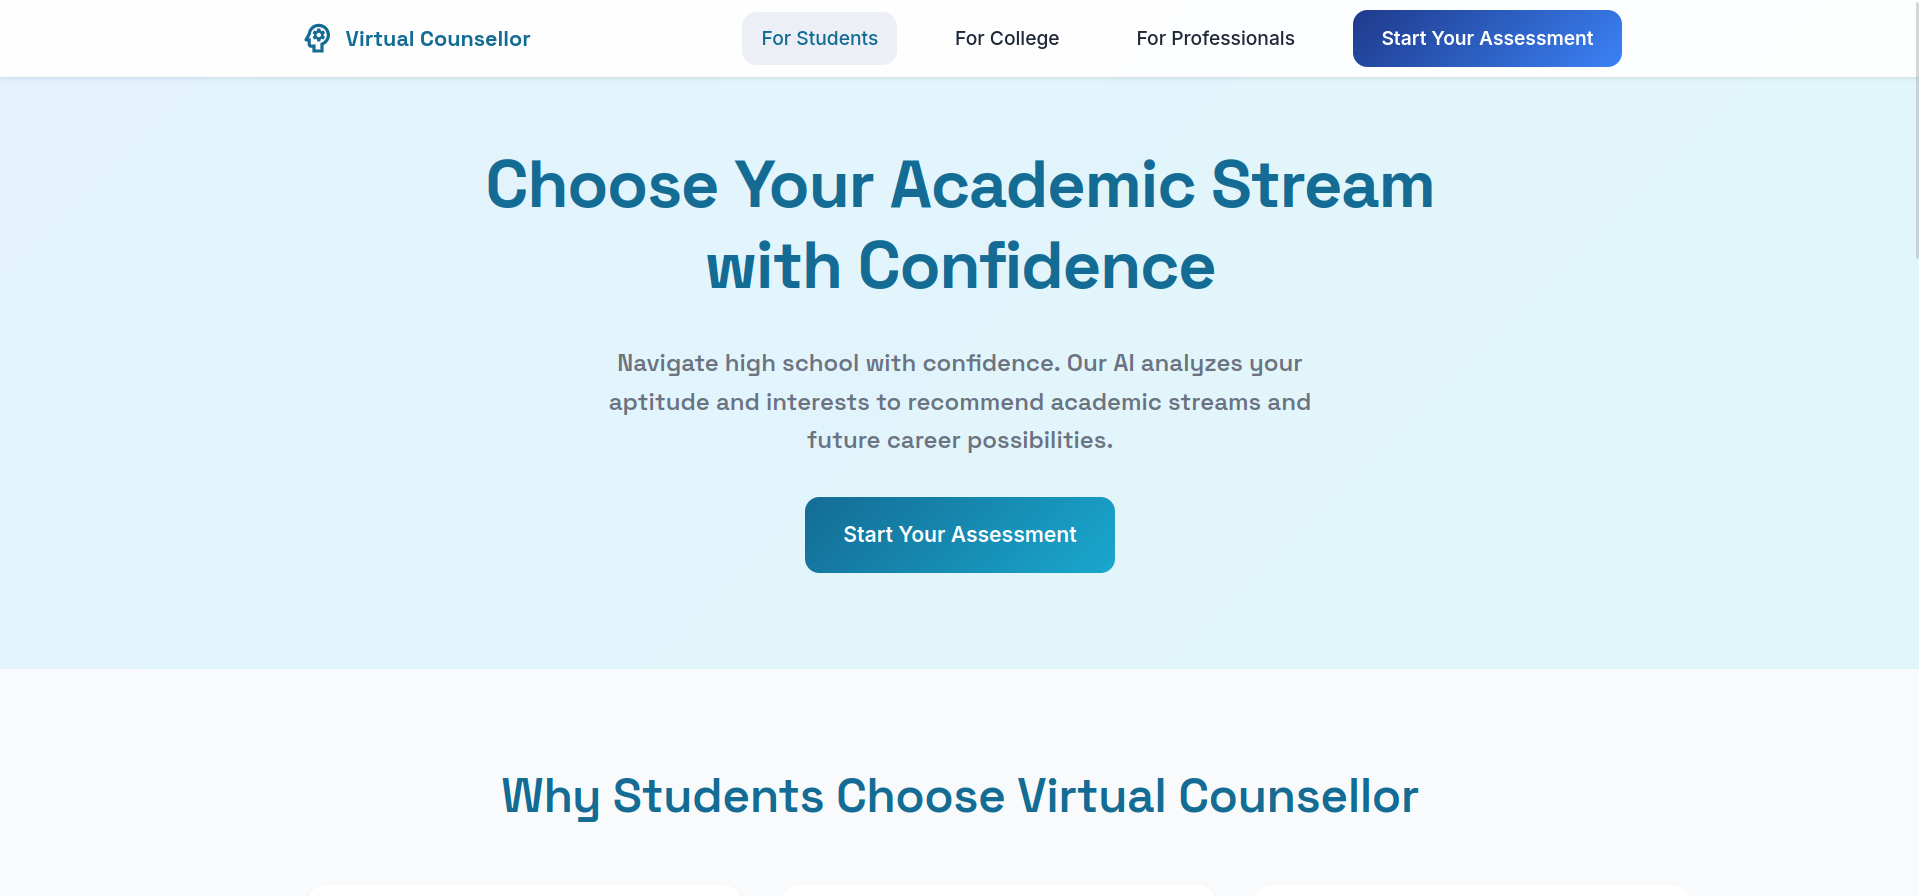 Virtual Counsellor
For Students
For College
For Professionals
Start Your Assessment
Choose Your Academic Stream
with Confidence
Navigate high school with confidence. Our AI analyzes your
aptitude and interests to recommend academic streams and
future career possibilities.
Start Your Assessment
Why Students Choose Virtual Counsellor